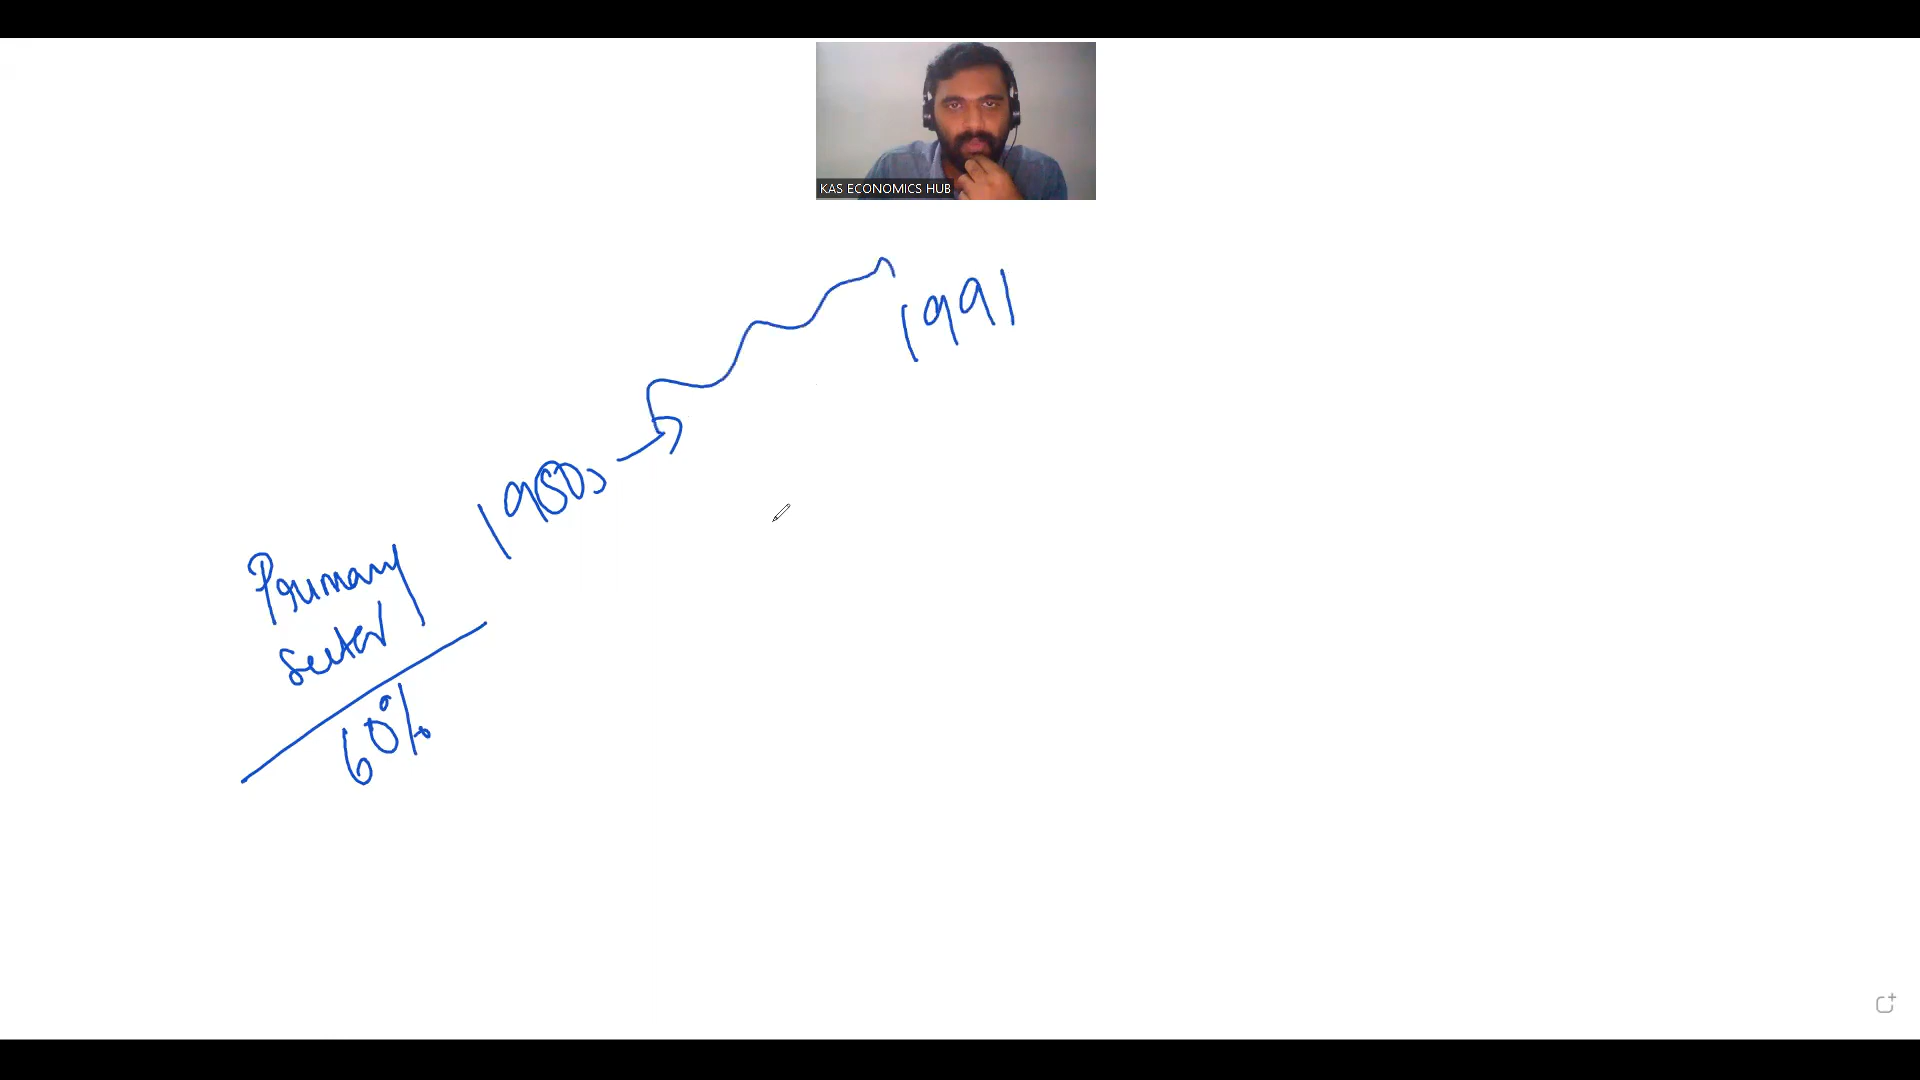 KAS ECONOMICS HUB
1991
1980s
Primary
sector
60%